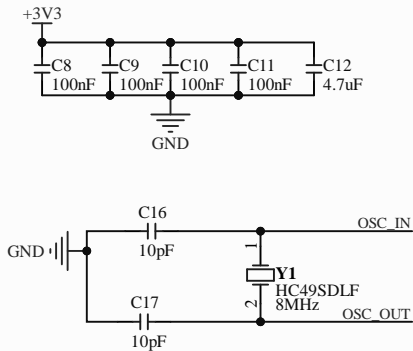 +3V3
C8 C9 C10 C11 C12
100nF 100nF 100nF 100nF 4.7uF
GND
C16
OSC_IN
GND
10pF
1
Y1
HC49SDLF
2
8MHz
C17
OSC_OUT
10pF